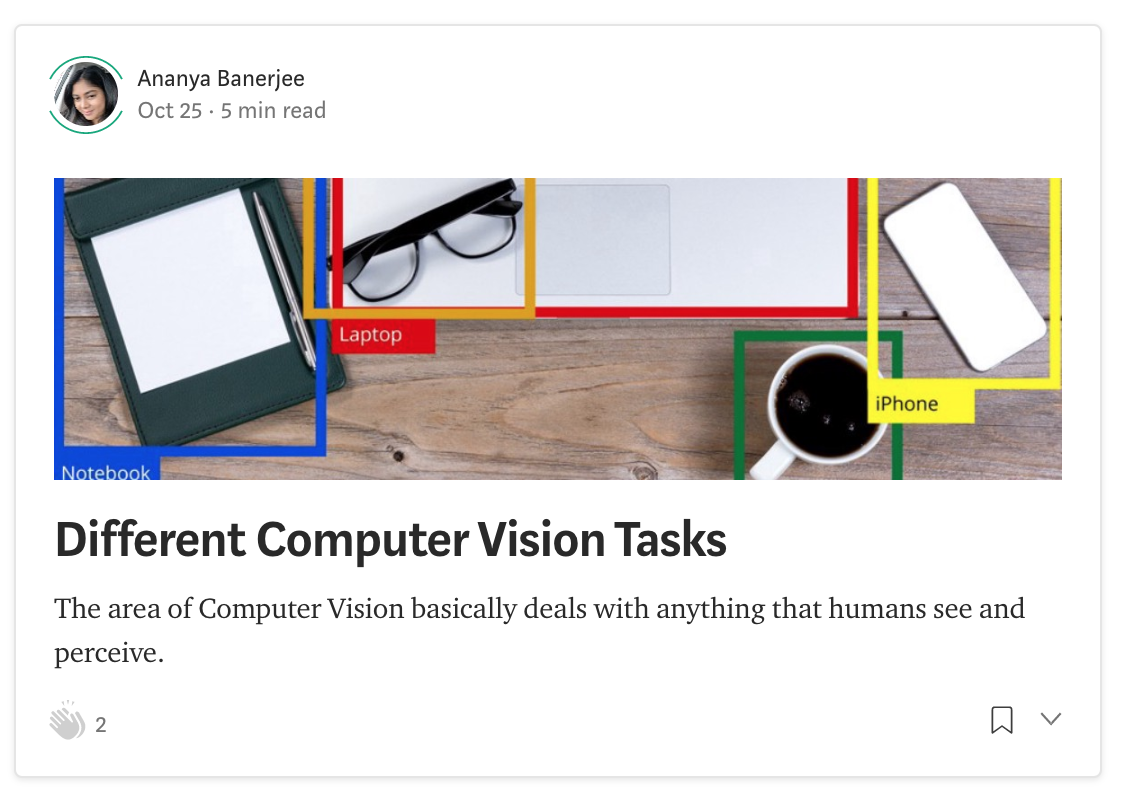 Ananya Banerjee
Oct 25 · 5 min read
Laptop
iPhone
Notebook
Different Computer Vision Tasks
The area of Computer Vision basically deals with anything that humans see and
perceive.
2